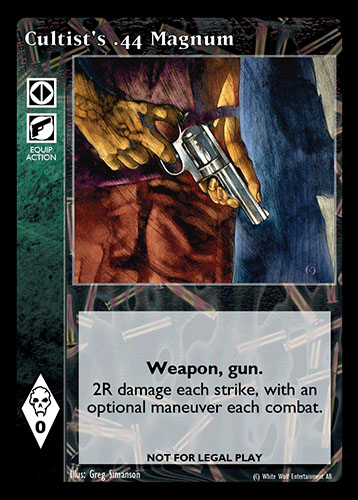 Cultist's .44 Magnum
EQUIP
ACTION
Weapon, gun.
2R damage each strike, with an
optional maneuver each combat.
0
NOT FOR LEGAL PLAY
Illus: Greg Simanson
(C) White Wolf Entertainment AB